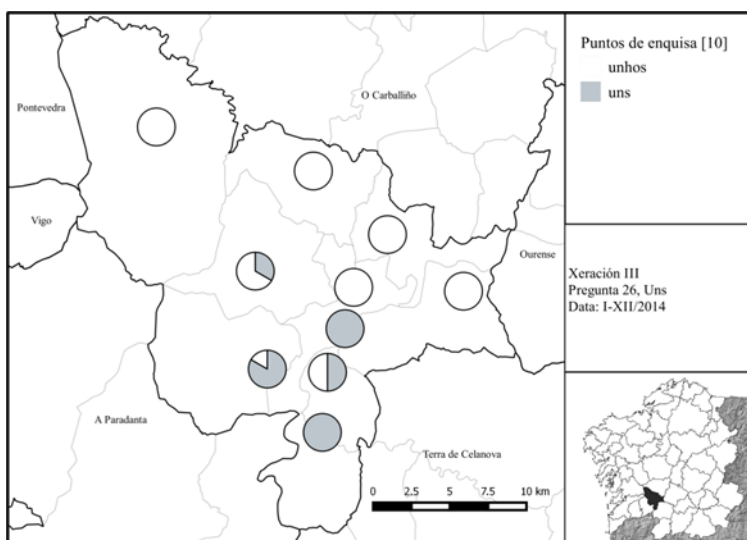 Puntos de enquisa [10]
unhos
uns
O Carballiño
Pontevedra
Vigo
Ourense
Xeración III
Pregunta 26, Uns
Data: I-XII/2014
A Paradanta
Terra de Celanova
0 2.5 5 7.5 10 km